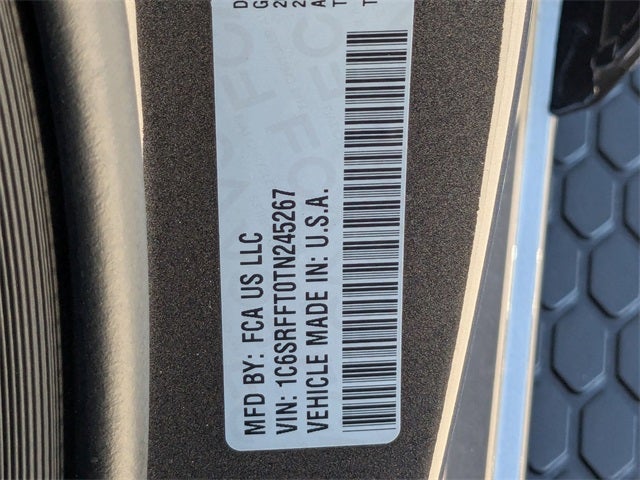 MFD BY: FCA US LLC
VIN: 1C6SRFFT0TN245267
VEHICLE MADE IN: U.S.A.